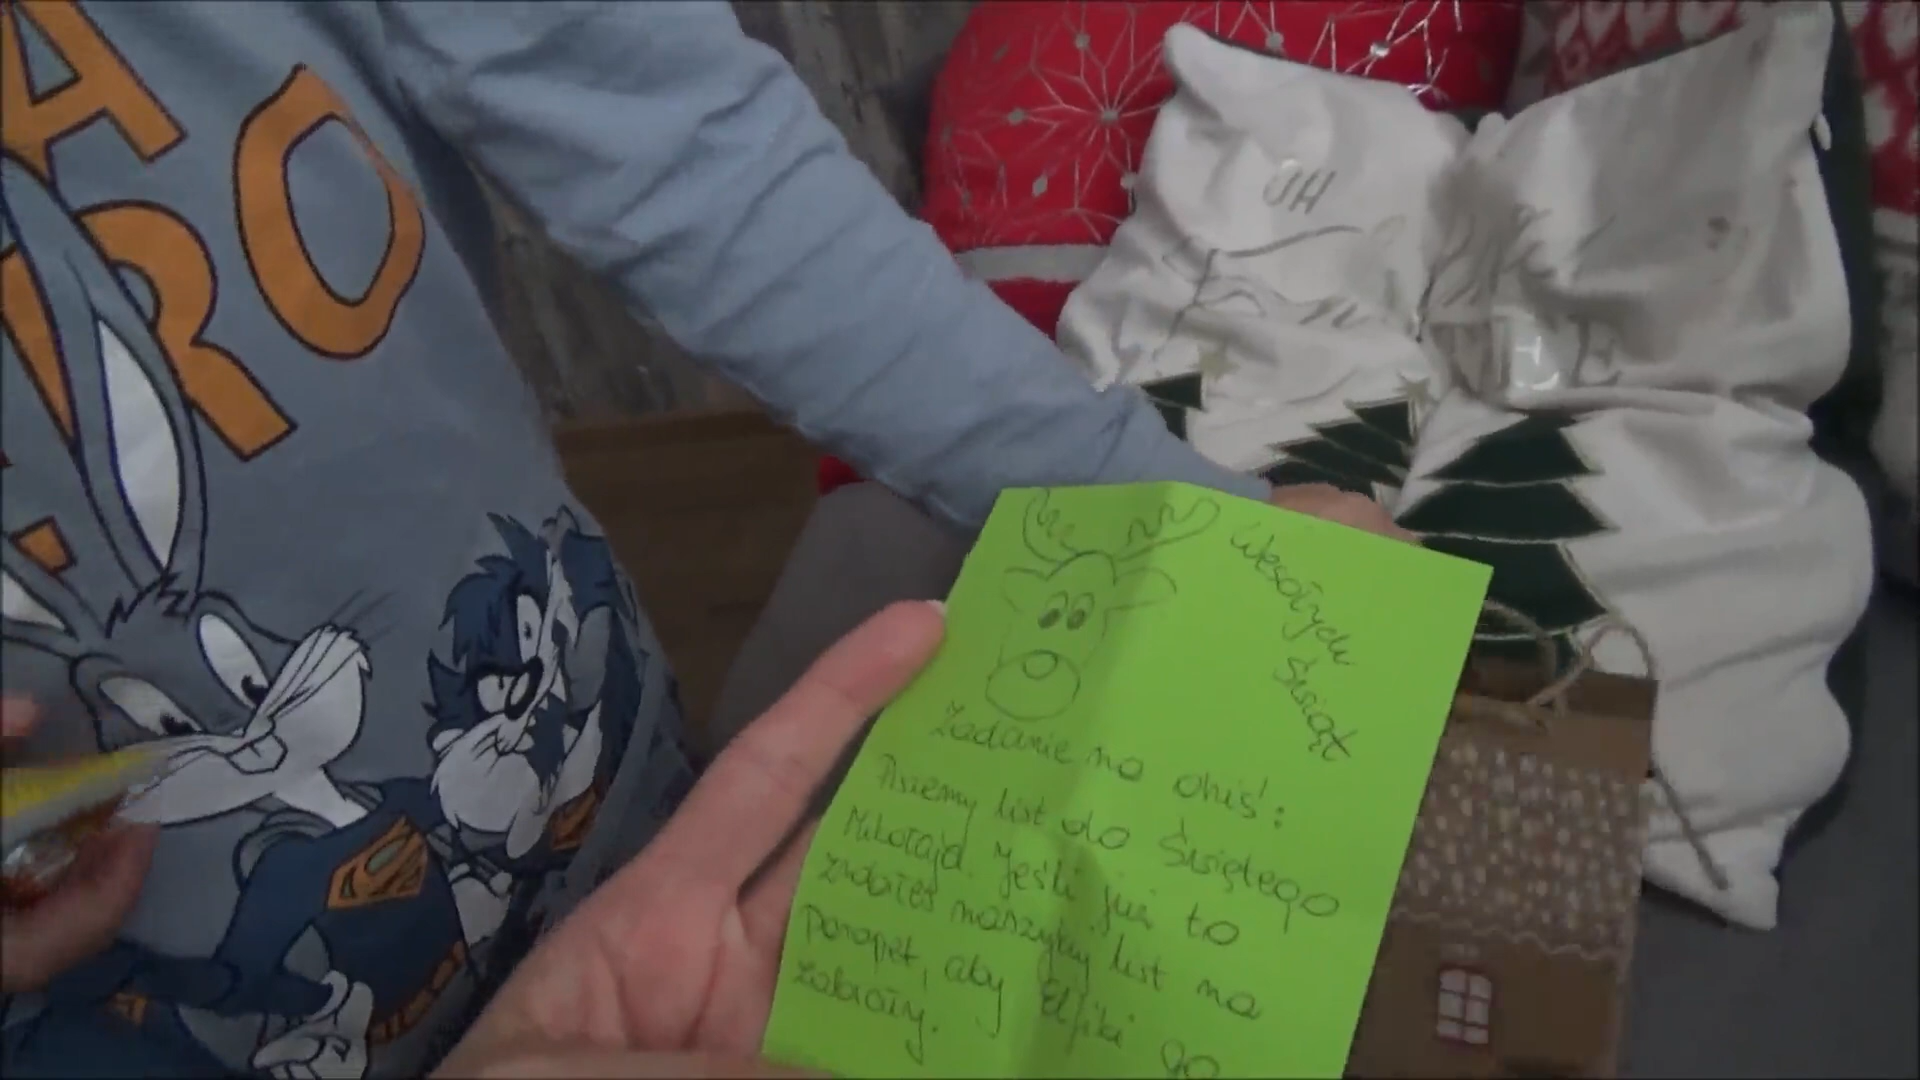 Wesołych
Świąt
Zadanie na dziś:
Piszemy list do Świętego
Mikołaja. Jeśli już to
zrobiłeś naszykuj list na
parapet, aby Elfiki go
zabrały.